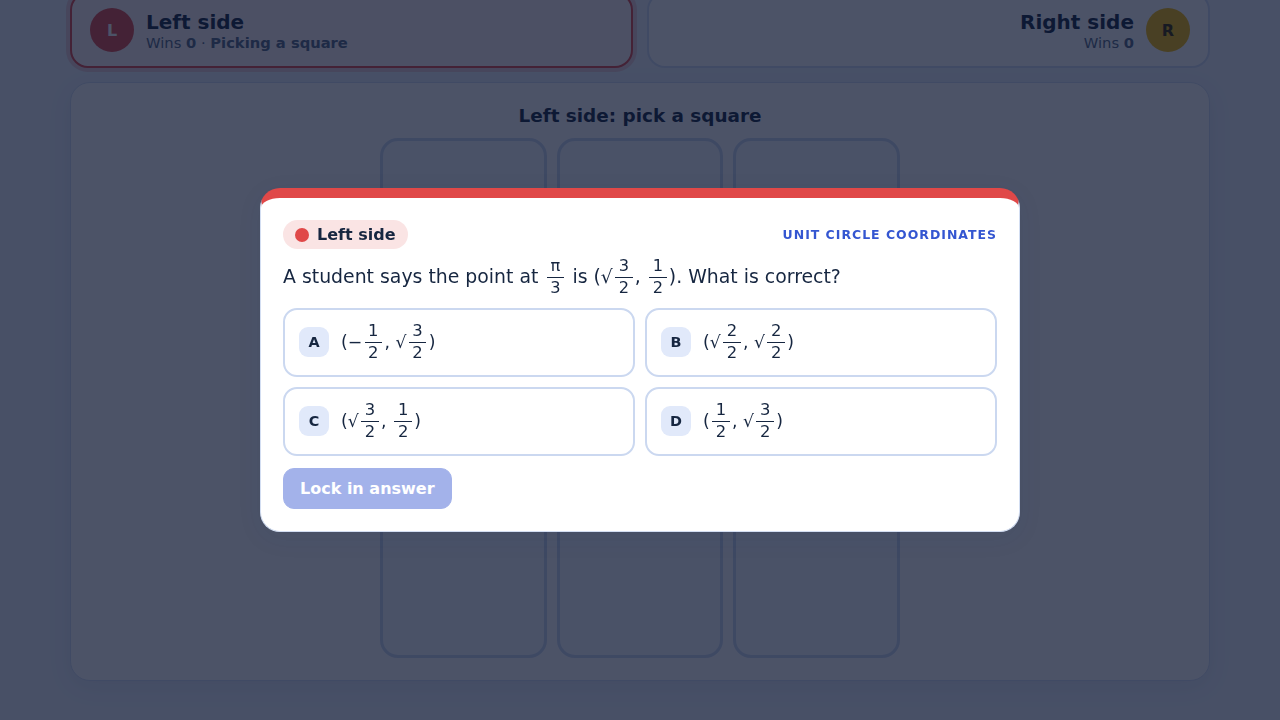 L
Left side
Wins 0 · Picking a square
Right side
Wins 0
R
Left side: pick a square
Left side
UNIT CIRCLE COORDINATES
A student says the point at π/3 is (√3/2, 1/2). What is correct?
A (−1/2, √3/2)
B (√2/2, √2/2)
C (√3/2, 1/2)
D (1/2, √3/2)
Lock in answer